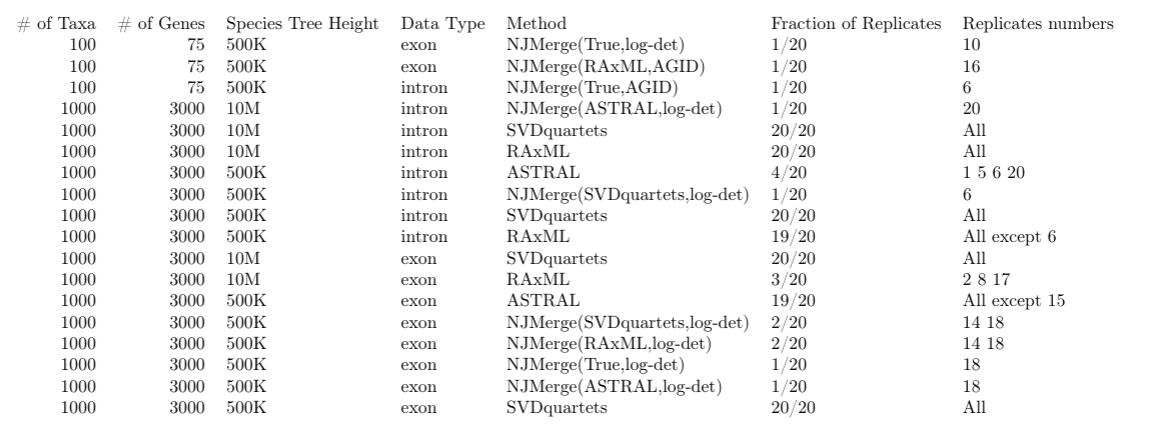 # of Taxa # of Genes Species Tree Height Data Type Method Fraction of Replicates Replicates numbers
100 75 500K exon NJMerge(True,log-det) 1/20 10
100 75 500K exon NJMerge(RAxML,AGID) 1/20 16
100 75 500K intron NJMerge(True,AGID) 1/20 6
1000 3000 10M intron NJMerge(ASTRAL,log-det) 1/20 20
1000 3000 10M intron SVDquartets 20/20 All
1000 3000 10M intron RAxML 20/20 All
1000 3000 500K intron ASTRAL 4/20 1 5 6 20
1000 3000 500K intron NJMerge(SVDquartets,log-det) 1/20 6
1000 3000 500K intron SVDquartets 20/20 All
1000 3000 500K intron RAxML 19/20 All except 6
1000 3000 10M exon SVDquartets 20/20 All
1000 3000 10M exon RAxML 3/20 2 8 17
1000 3000 500K exon ASTRAL 19/20 All except 15
1000 3000 500K exon NJMerge(SVDquartets,log-det) 2/20 14 18
1000 3000 500K exon NJMerge(RAxML,log-det) 2/20 14 18
1000 3000 500K exon NJMerge(True,log-det) 1/20 18
1000 3000 500K exon NJMerge(ASTRAL,log-det) 1/20 18
1000 3000 500K exon SVDquartets 20/20 All